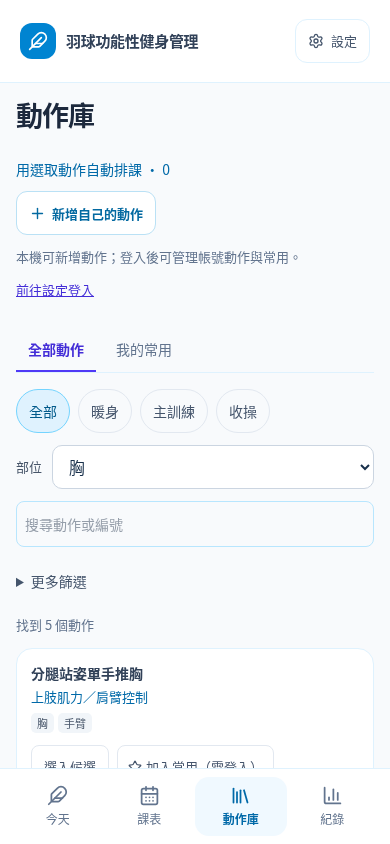 羽球功能性健身管理
設定
動作庫
用選取動作自動排課 · 0
新增自己的動作
本機可新增動作；登入後可管理帳號動作與常用。
前往設定登入
全部動作
我的常用
全部
暖身
主訓練
收操
部位
胸
搜尋動作或編號
更多篩選
找到 5 個動作
分腿站姿單手推胸
上肢肌力／肩臂控制
胸
手臂
選入候選
加入常用（需登入）
今天
課表
動作庫
紀錄